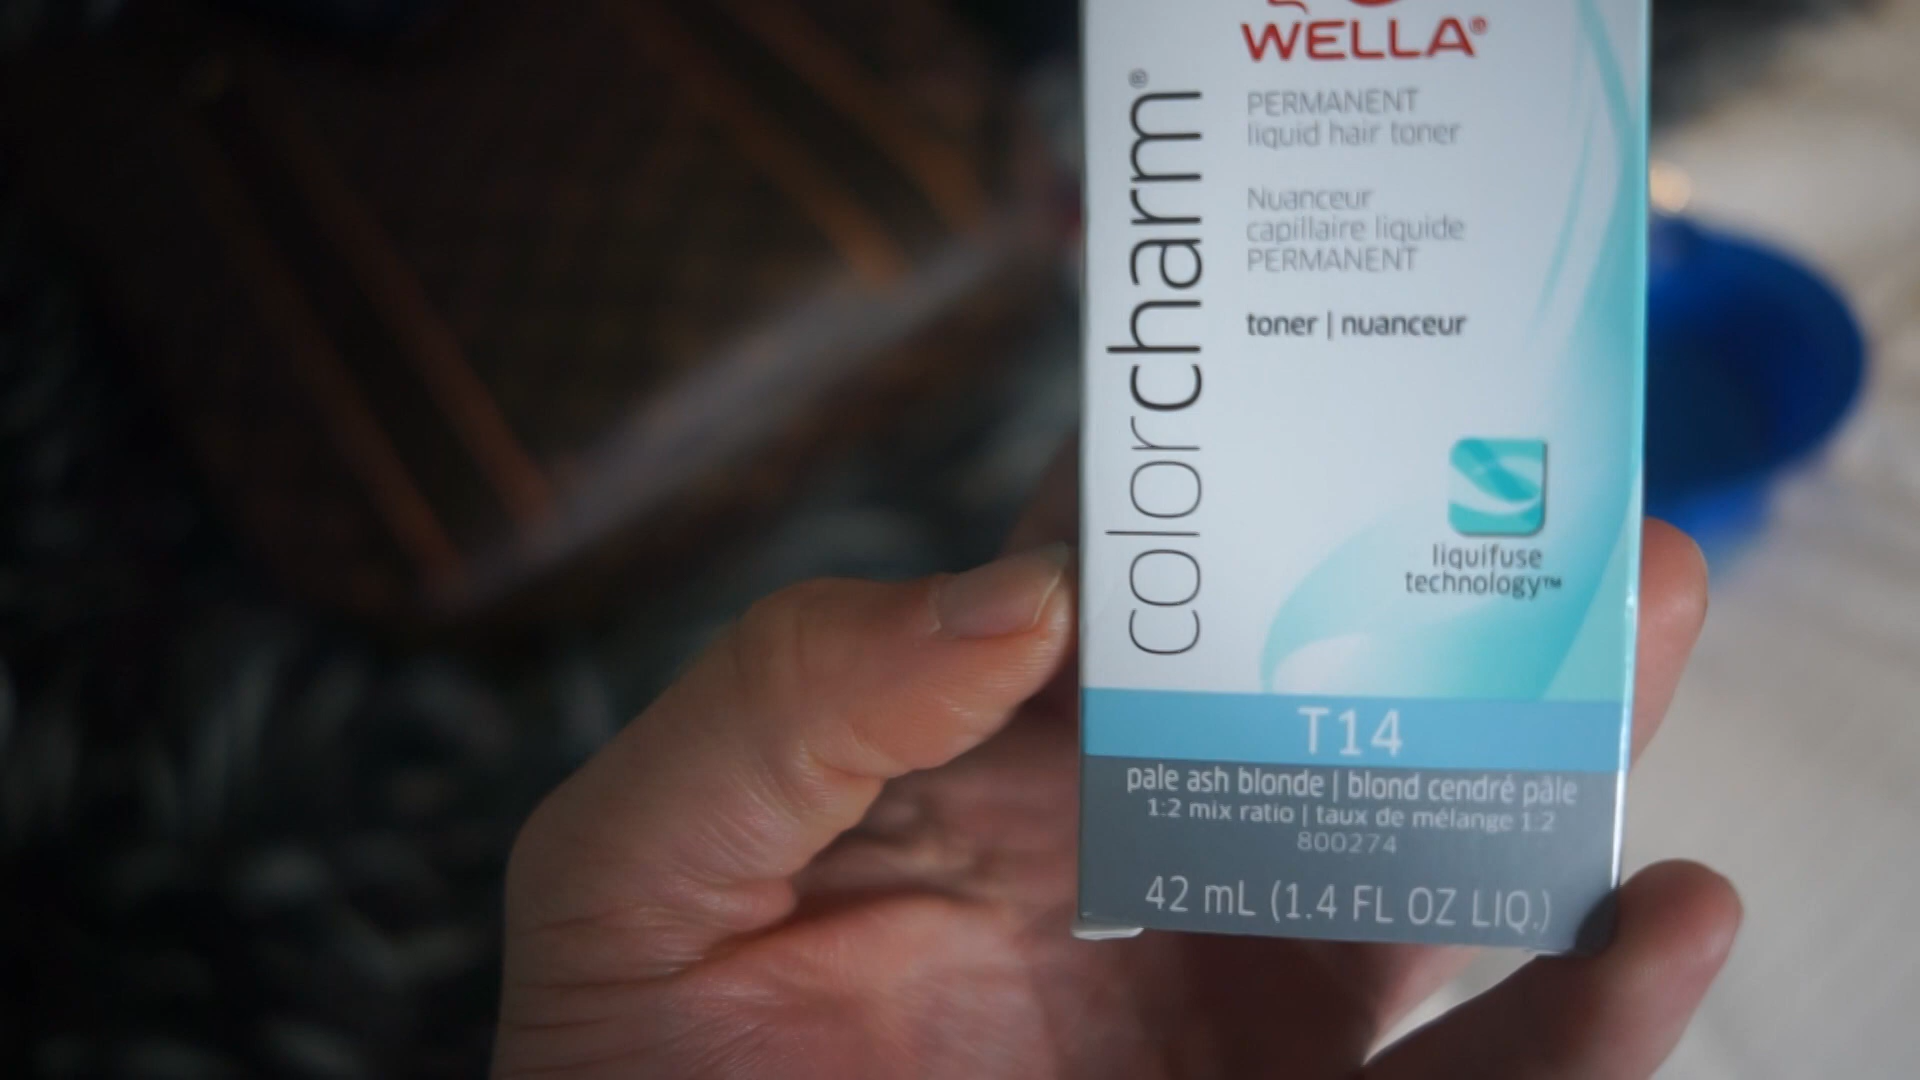 WELLA®
colorcharm®
PERMANENT
liquid hair toner
Nuanceur
capillaire liquide
PERMANENT
toner | nuanceur
liquifuse
technology™
T14
pale ash blonde | blond cendré pâle
1:2 mix ratio | taux de mélange 1:2
800274
42 mL (1.4 FL OZ LIQ.)